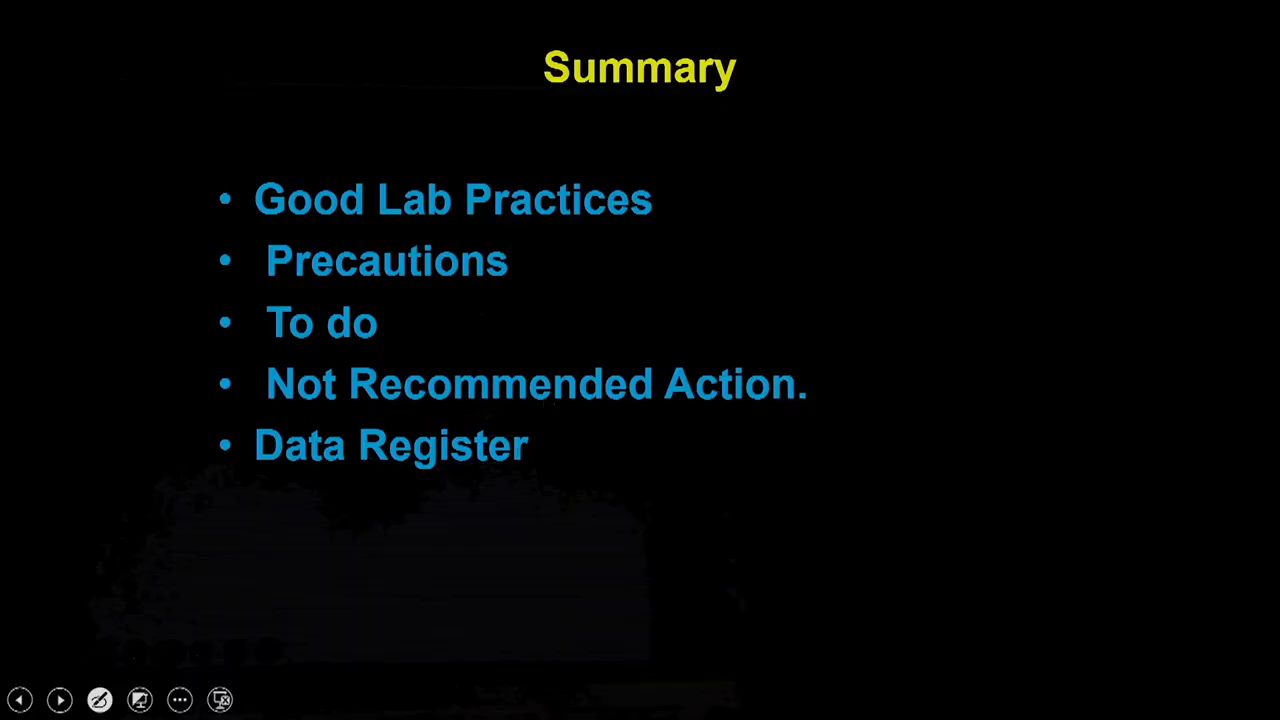 Summary
• Good Lab Practices
• Precautions
• To do
• Not Recommended Action.
• Data Register